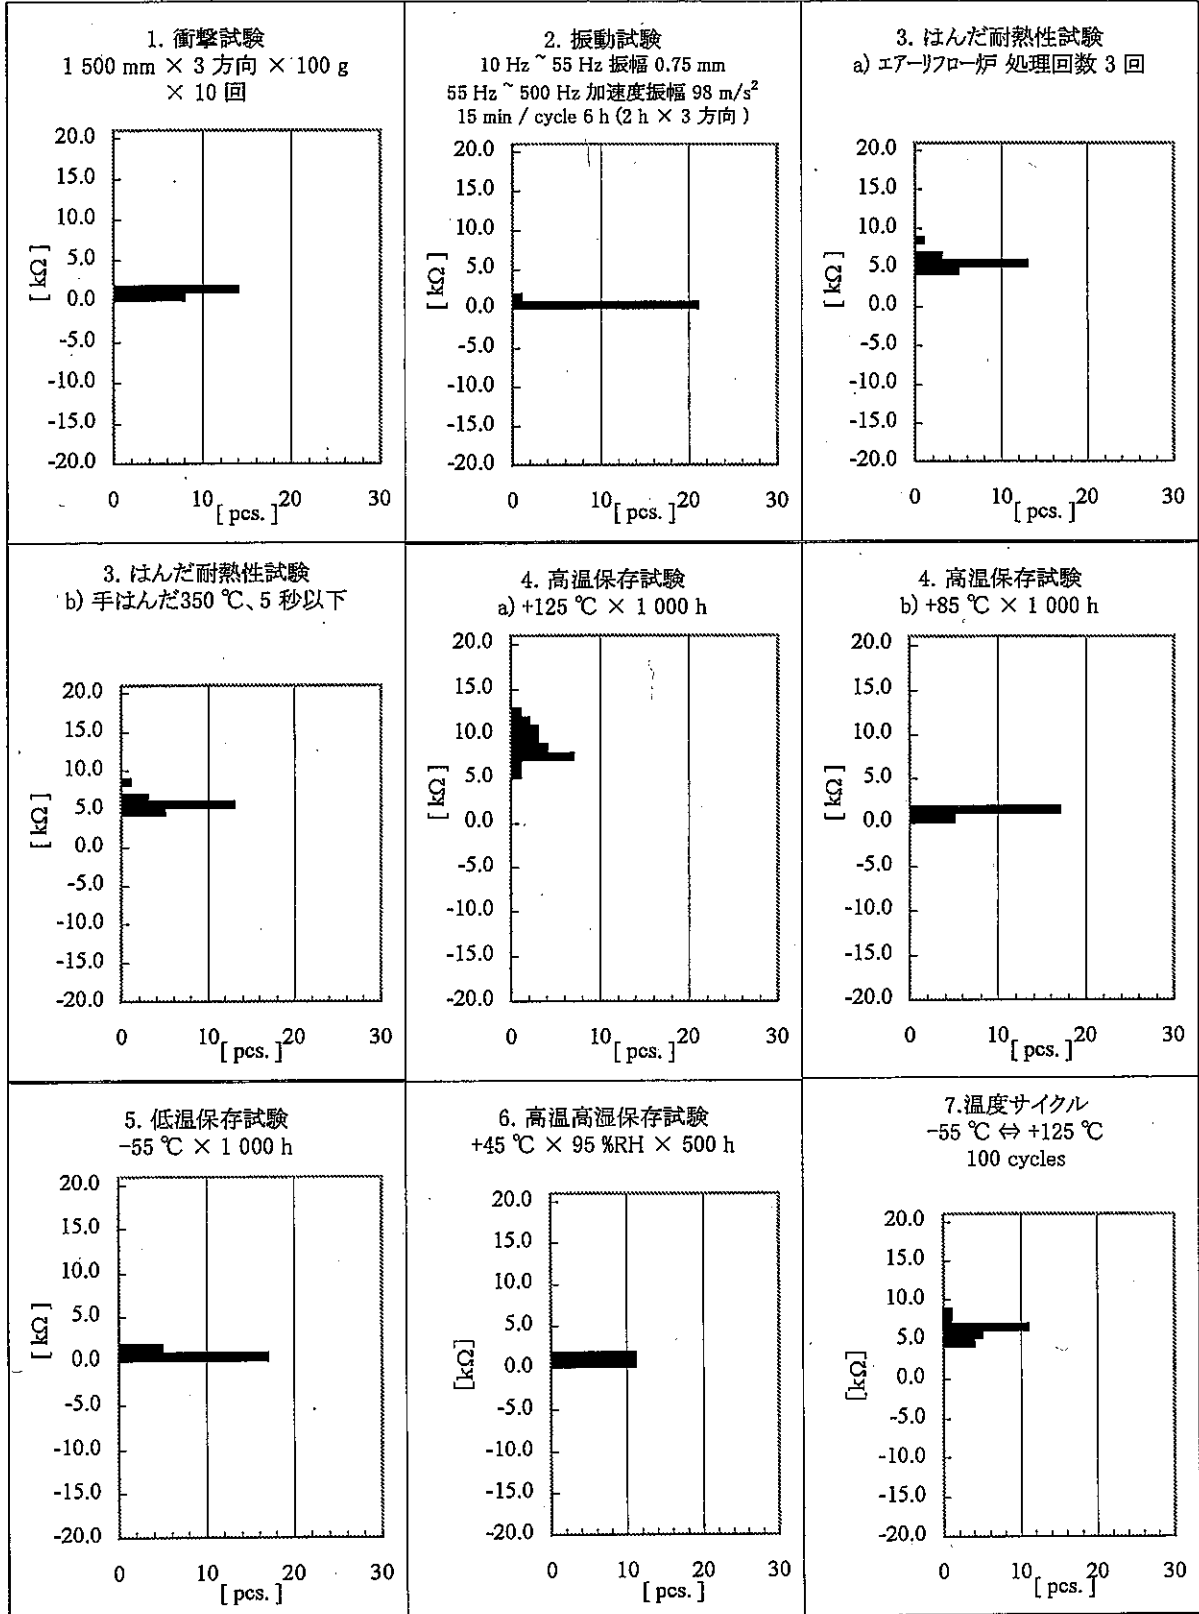 1. 衝撃試験
1 500 mm × 3 方向 × 100 g
× 10 回
20.0
15.0
10.0
5.0
0.0
-5.0
-10.0
-15.0
-20.0
[ kΩ ]
0 10 20 30
[ pcs. ]
2. 振動試験
10 Hz ~ 55 Hz 振幅 0.75 mm
55 Hz ~ 500 Hz 加速度振幅 98 m/s²
15 min / cycle 6 h (2 h × 3 方向 )
20.0
15.0
10.0
5.0
0.0
-5.0
-10.0
-15.0
-20.0
[ kΩ ]
0 10 20 30
[ pcs. ]
3. はんだ耐熱性試験
a) エアーリフロー炉 処理回数 3 回
20.0
15.0
10.0
5.0
0.0
-5.0
-10.0
-15.0
-20.0
[ kΩ ]
0 10 20 30
[ pcs. ]
3. はんだ耐熱性試験
b) 手はんだ350 ℃、5 秒以下
20.0
15.0
10.0
5.0
0.0
-5.0
-10.0
-15.0
-20.0
[ kΩ ]
0 10 20 30
[ pcs. ]
4. 高温保存試験
a) +125 ℃ × 1 000 h
20.0
15.0
10.0
5.0
0.0
-5.0
-10.0
-15.0
-20.0
[ kΩ ]
0 10 20 30
[ pcs. ]
4. 高温保存試験
b) +85 ℃ × 1 000 h
20.0
15.0
10.0
5.0
0.0
-5.0
-10.0
-15.0
-20.0
[ kΩ ]
0 10 20 30
[ pcs. ]
5. 低温保存試験
-55 ℃ × 1 000 h
20.0
15.0
10.0
5.0
0.0
-5.0
-10.0
-15.0
-20.0
[ kΩ ]
0 10 20 30
[ pcs. ]
6. 高温高湿保存試験
+45 ℃ × 95 %RH × 500 h
20.0
15.0
10.0
5.0
0.0
-5.0
-10.0
-15.0
-20.0
[kΩ]
0 10 20 30
[ pcs. ]
7.温度サイクル
-55 ℃ ⇔ +125 ℃
100 cycles
20.0
15.0
10.0
5.0
0.0
-5.0
-10.0
-15.0
-20.0
[kΩ]
0 10 20 30
[ pcs. ]